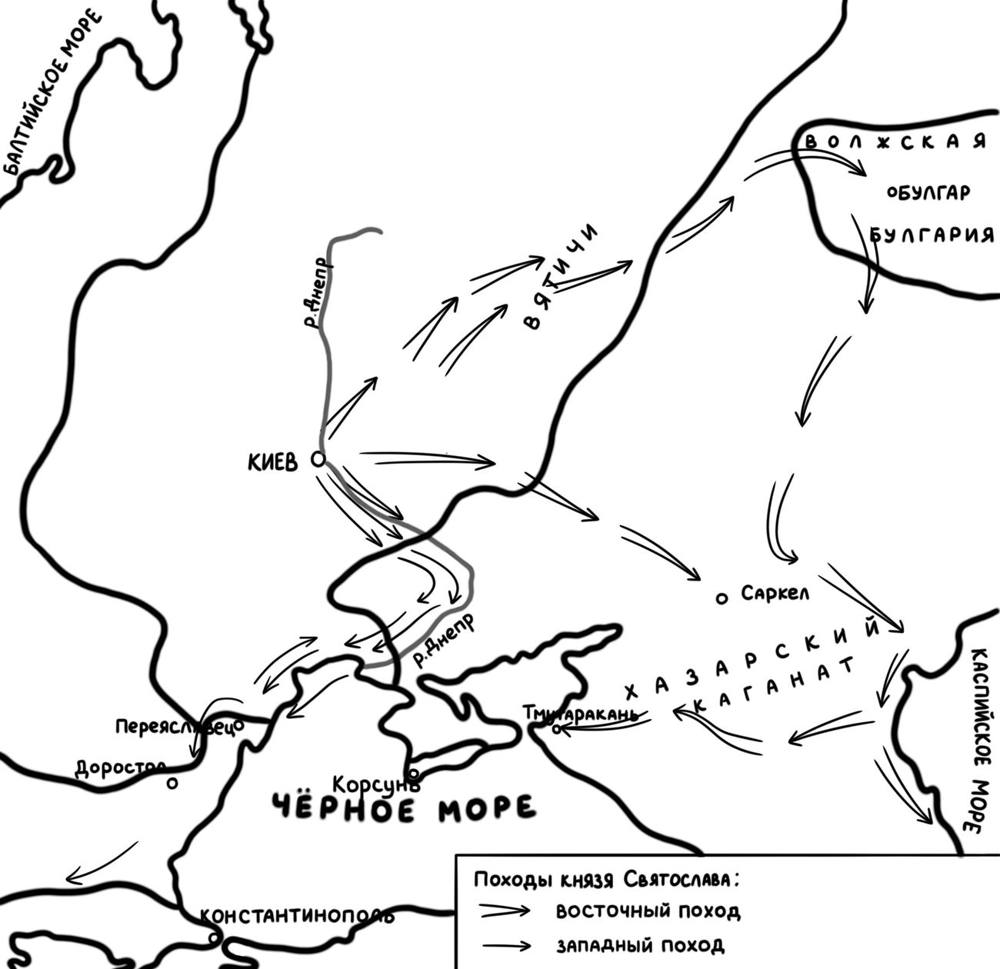 БАЛТИЙСКОЕ МОРЕ
ВОЛЖСКАЯ
БУЛГАР
БУЛГАРИЯ
ВЯТИЧИ
р.Днепр
КИЕВ
Саркел
р.Днепр
ХАЗАРСКИЙ
КАГАНАТ
КАСПИЙСКОЕ МОРЕ
Переяславец
Тмутаракань
Доростол
Корсунь
ЧЁРНОЕ МОРЕ
КОНСТАНТИНОПОЛЬ
Походы князя Святослава:
ВОСТОЧНЫЙ ПОХОД
ЗАПАДНЫЙ ПОХОД